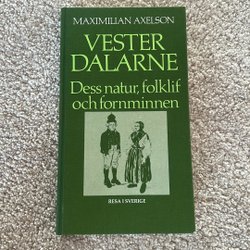 MAXIMILIAN AXELSON
VESTER
DALARNE
Dess natur, folklif
och fornminnen
RESA I SVERIGE